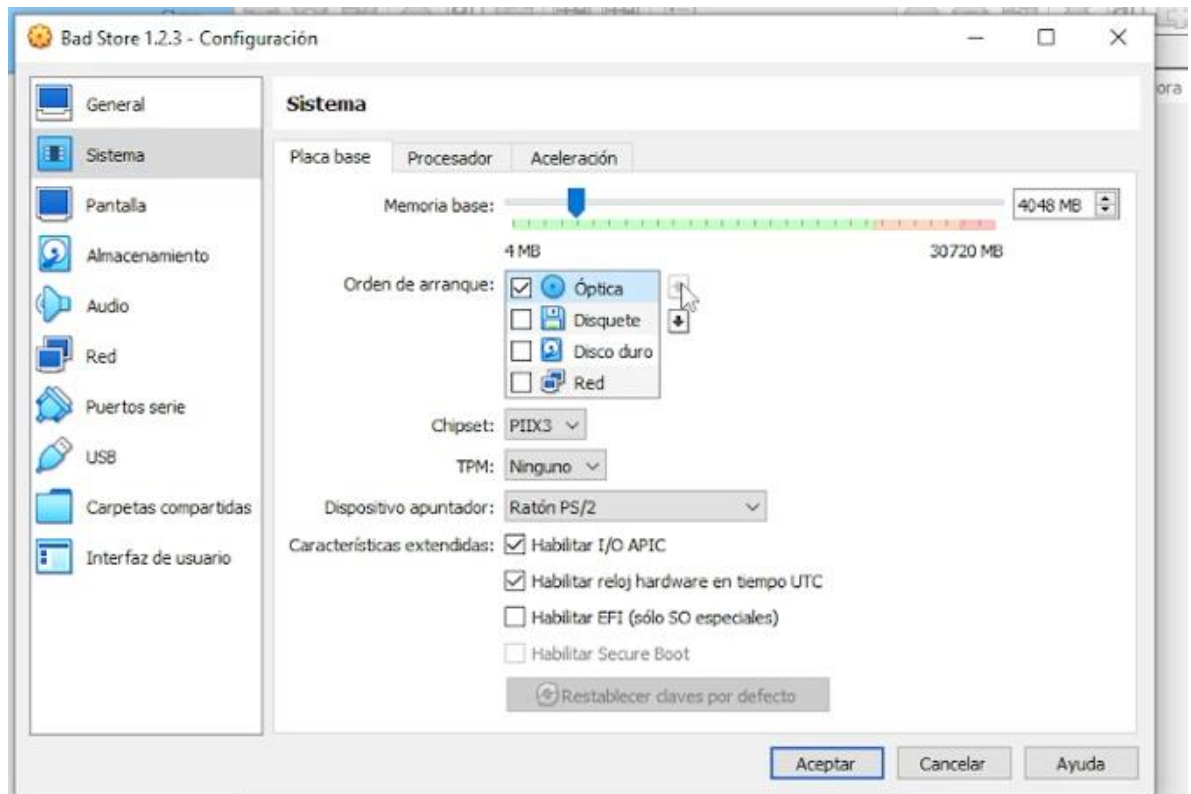 Bad Store 1.2.3 - Configuración
General
Sistema
Pantalla
Almacenamiento
Audio
Red
Puertos serie
USB
Carpetas compartidas
Interfaz de usuario
Sistema
Placa base Procesador Aceleración
Memoria base: 4048 MB
4 MB 30720 MB
Orden de arranque: Óptica
Disquete
Disco duro
Red
Chipset: PIIX3
TPM: Ninguno
Dispositivo apuntador: Ratón PS/2
Características extendidas: Habilitar I/O APIC
Habilitar reloj hardware en tiempo UTC
Habilitar EFI (sólo SO especiales)
Habilitar Secure Boot
Restablecer claves por defecto
Aceptar Cancelar Ayuda
ora